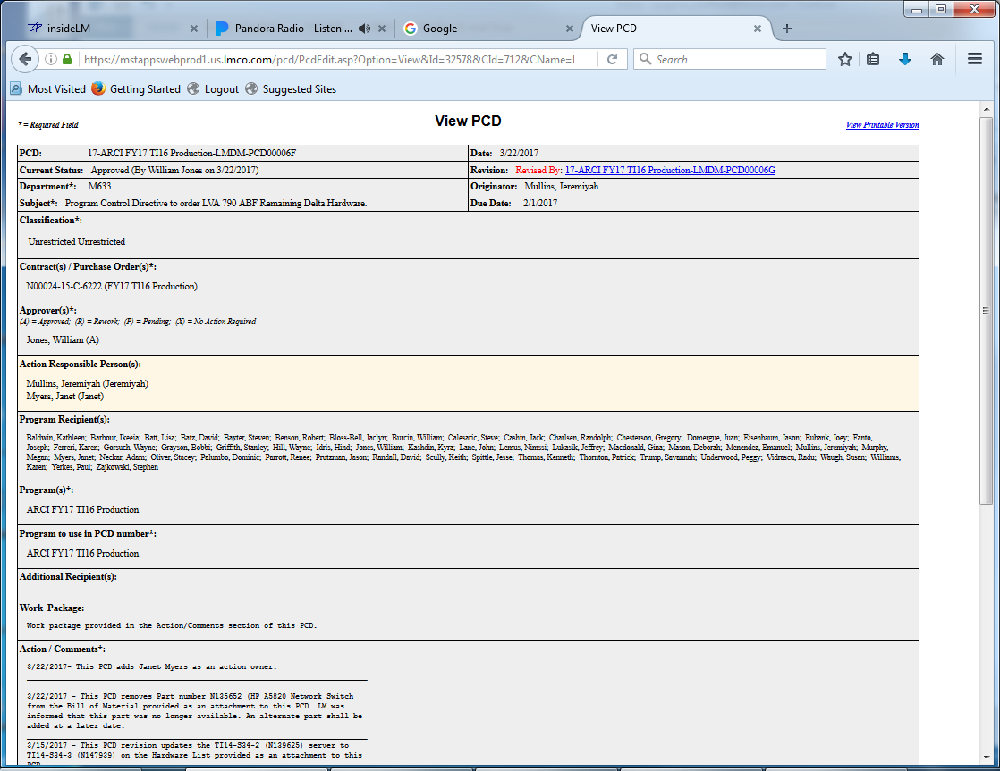 insideLM
Pandora Radio - Listen ...
Google
View PCD
https://mstappswebprod1.us.lmco.com/pcd/PcdEdit.asp?Option=View&Id=32578&CId=712&CName=I
Search
Most Visited
Getting Started
Logout
Suggested Sites
* = Required Field
View PCD
View Printable Version
PCD: 17-ARCI FY17 TI16 Production-LMDM-PCD00006F
Date: 3/22/2017
Current Status: Approved (By William Jones on 3/22/2017)
Revision: Revised By: 17-ARCI FY17 TI16 Production-LMDM-PCD00006G
Department*: M633
Originator: Mullins, Jeremiyah
Subject*: Program Control Directive to order LVA 790 ABF Remaining Delta Hardware.
Due Date: 2/1/2017
Classification*:
Unrestricted Unrestricted
Contract(s) / Purchase Order(s)*:
N00024-15-C-6222 (FY17 TI16 Production)
Approver(s)*:
(A) = Approved; (R) = Rework; (P) = Pending; (X) = No Action Required
Jones, William (A)
Action Responsible Person(s):
Mullins, Jeremiyah (Jeremiyah)
Myers, Janet (Janet)
Program Recipient(s):
Baldwin, Kathleen; Barbour, Ikeeia; Batt, Lisa; Batz, David; Baxter, Steven; Benson, Robert; Bloss-Bell, Jaclyn; Burcin, William; Calesaric, Steve; Cashin, Jack; Charlsen, Randolph; Chesterson, Gregory; Domergue, Juan; Eisenbaum, Jason; Eubank, Joey; Fanto,
Joseph; Ferreri, Karen; Gorsuch, Wayne; Grayson, Bobbi; Griffith, Stanley; Hill, Wayne; Idris, Hind; Jones, William; Kashdin, Kyra; Lane, John; Lemus, Nimssi; Lukasik, Jeffrey; Macdonald, Gina; Mason, Deborah; Menendez, Emanuel; Mullins, Jeremiyah; Murphy,
Megan; Myers, Janet; Neckar, Adam; Oliver, Stacey; Palumbo, Dominic; Parrott, Renee; Prutzman, Jason; Randall, David; Scully, Keith; Spittle, Jesse; Thomas, Kenneth; Thornton, Patrick; Trump, Savannah; Underwood, Peggy; Vidrascu, Radu; Waugh, Susan; Williams,
Karen; Yerkes, Paul; Zajkowski, Stephen
Program(s)*:
ARCI FY17 TI16 Production
Program to use in PCD number*:
ARCI FY17 TI16 Production
Additional Recipient(s):
Work Package:
Work package provided in the Action/Comments section of this PCD.
Action / Comments*:
3/22/2017- This PCD adds Janet Myers as an action owner.
3/22/2017 - This PCD removes Part number N135652 (HP A5820 Network Switch
from the Bill of Material provided as an attachment to this PCD. LM was
informed that this part was no longer available. An alternate part shall be
added at a later date.
3/15/2017 - This PCD revision updates the TI14-S34-2 (N139625) server to
TI14-S34-3 (N147939) on the Hardware List provided as an attachment to this
PCD